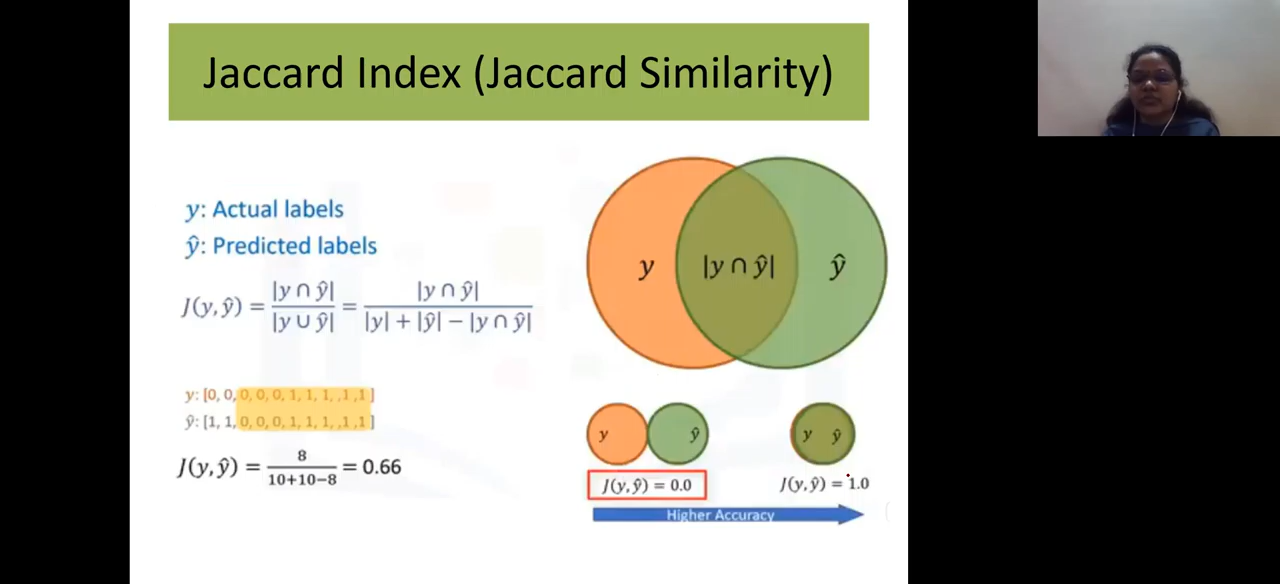 Jaccard Index (Jaccard Similarity)
y: Actual labels
ŷ: Predicted labels
J(y,ŷ) = |y ∩ ŷ| / |y ∪ ŷ| = |y ∩ ŷ| / |y| + |ŷ| − |y ∩ ŷ|
y: [0, 0, 0, 0, 0, 1, 1, 1, ,1 ,1 ]
ŷ: [1, 1, 0, 0, 0, 1, 1, 1, ,1 ,1 ]
J(y,ŷ) = 8 / 10+10−8 = 0.66
y |y ∩ ŷ| ŷ
y ŷ y ŷ
J(y,ŷ) = 0.0 J(y,ŷ) = 1.0
Higher Accuracy